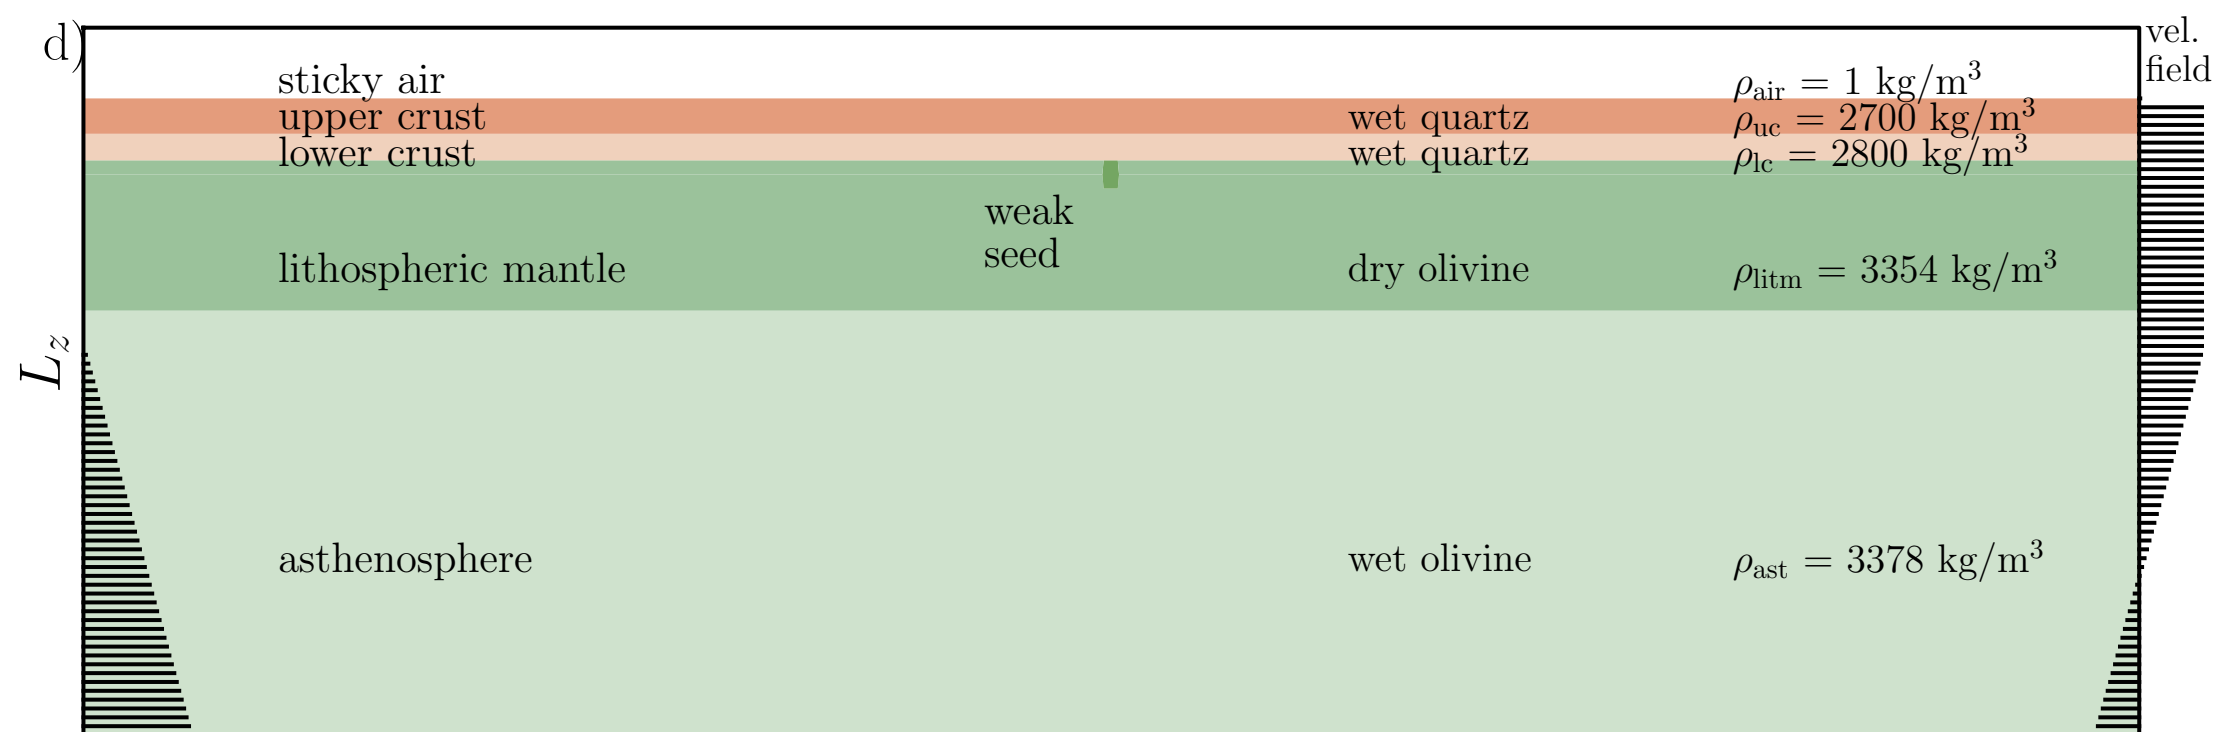 d)
vel.
field
sticky air ρair = 1 kg/m³
upper crust wet quartz ρuc = 2700 kg/m³
lower crust wet quartz ρlc = 2800 kg/m³
weak
seed
lithospheric mantle dry olivine ρlitm = 3354 kg/m³
Lz
asthenosphere wet olivine ρast = 3378 kg/m³